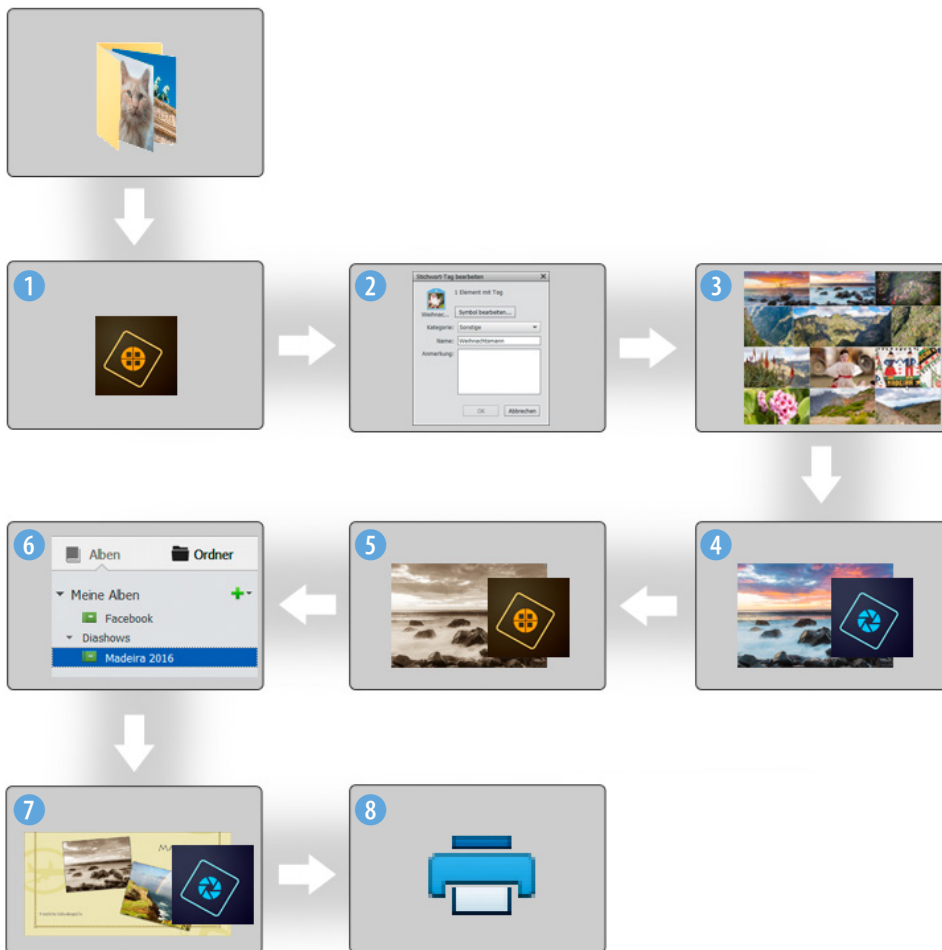 1
2
Stichwort-Tag bearbeiten
1 Element mit Tag
Weihnac...
Symbol bearbeiten...
Kategorie: Sonstige
Name: Weihnachtsmann
Anmerkung:
OK Abbrechen
3
6
Alben Ordner
Meine Alben
Facebook
Diashows
Madeira 2016
5
4
7
8